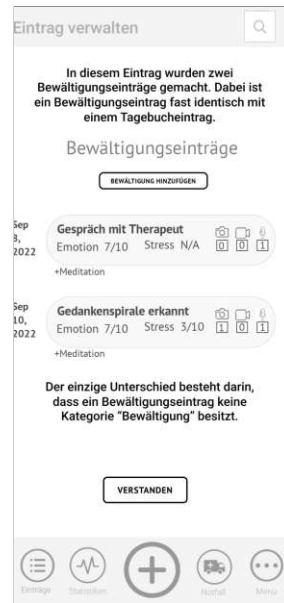 Eintrag verwalten
In diesem Eintrag wurden zwei
Bewältigungseinträge gemacht. Dabei ist
ein Bewältigungseintrag fast identisch mit
einem Tagebucheintrag.
Bewältigungseinträge
BEWÄLTIGUNG HINZUFÜGEN
Sep
8,
2022
Gespräch mit Therapeut
Emotion 7/10 Stress N/A 0 0 1
+Meditation
Sep
10,
2022
Gedankenspirale erkannt
Emotion 7/10 Stress 3/10 1 0 1
+Meditation
Der einzige Unterschied besteht darin,
dass ein Bewältigungseintrag keine
Kategorie “Bewältigung” besitzt.
VERSTANDEN
Einträge Statistiken Notfall Menü